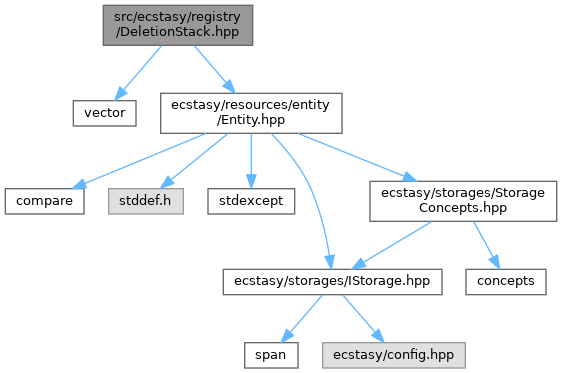 src/ecstasy/registry
/DeletionStack.hpp
vector
ecstasy/resources/entity
/Entity.hpp
compare
stddef.h
stdexcept
ecstasy/storages/Storage
Concepts.hpp
ecstasy/storages/IStorage.hpp
concepts
span
ecstasy/config.hpp